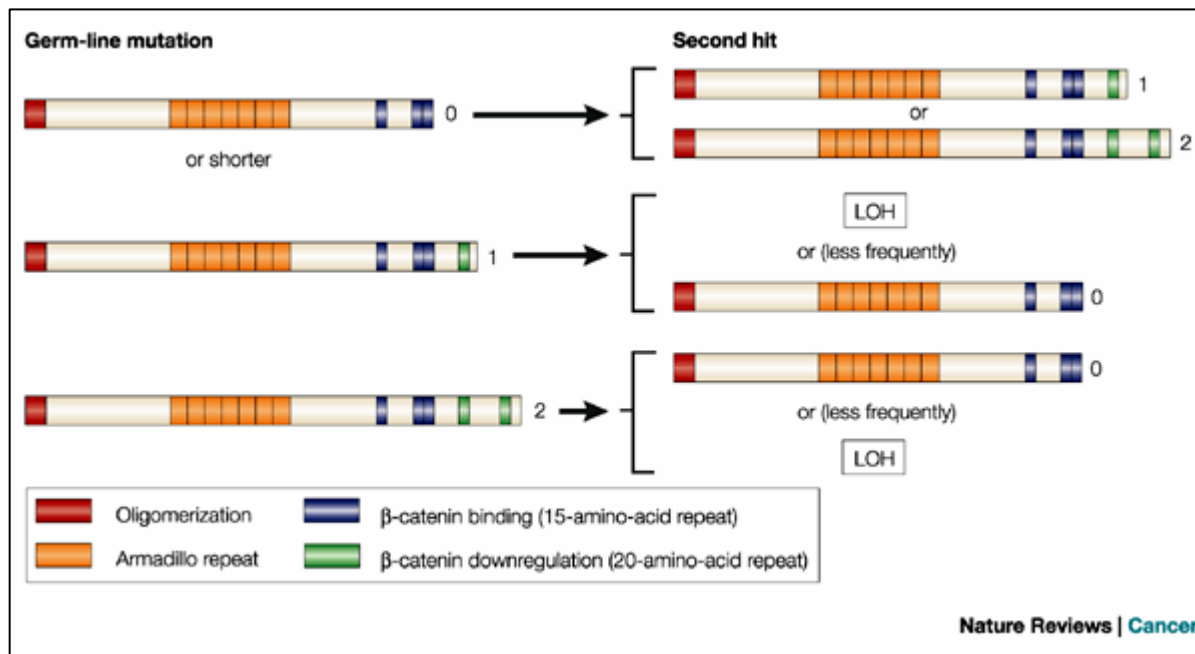 Germ-line mutation
Second hit
0
or shorter
1
or
2
1
LOH
or (less frequently)
0
2
0
or (less frequently)
LOH
Oligomerization
β-catenin binding (15-amino-acid repeat)
Armadillo repeat
β-catenin downregulation (20-amino-acid repeat)
Nature Reviews | Cancer